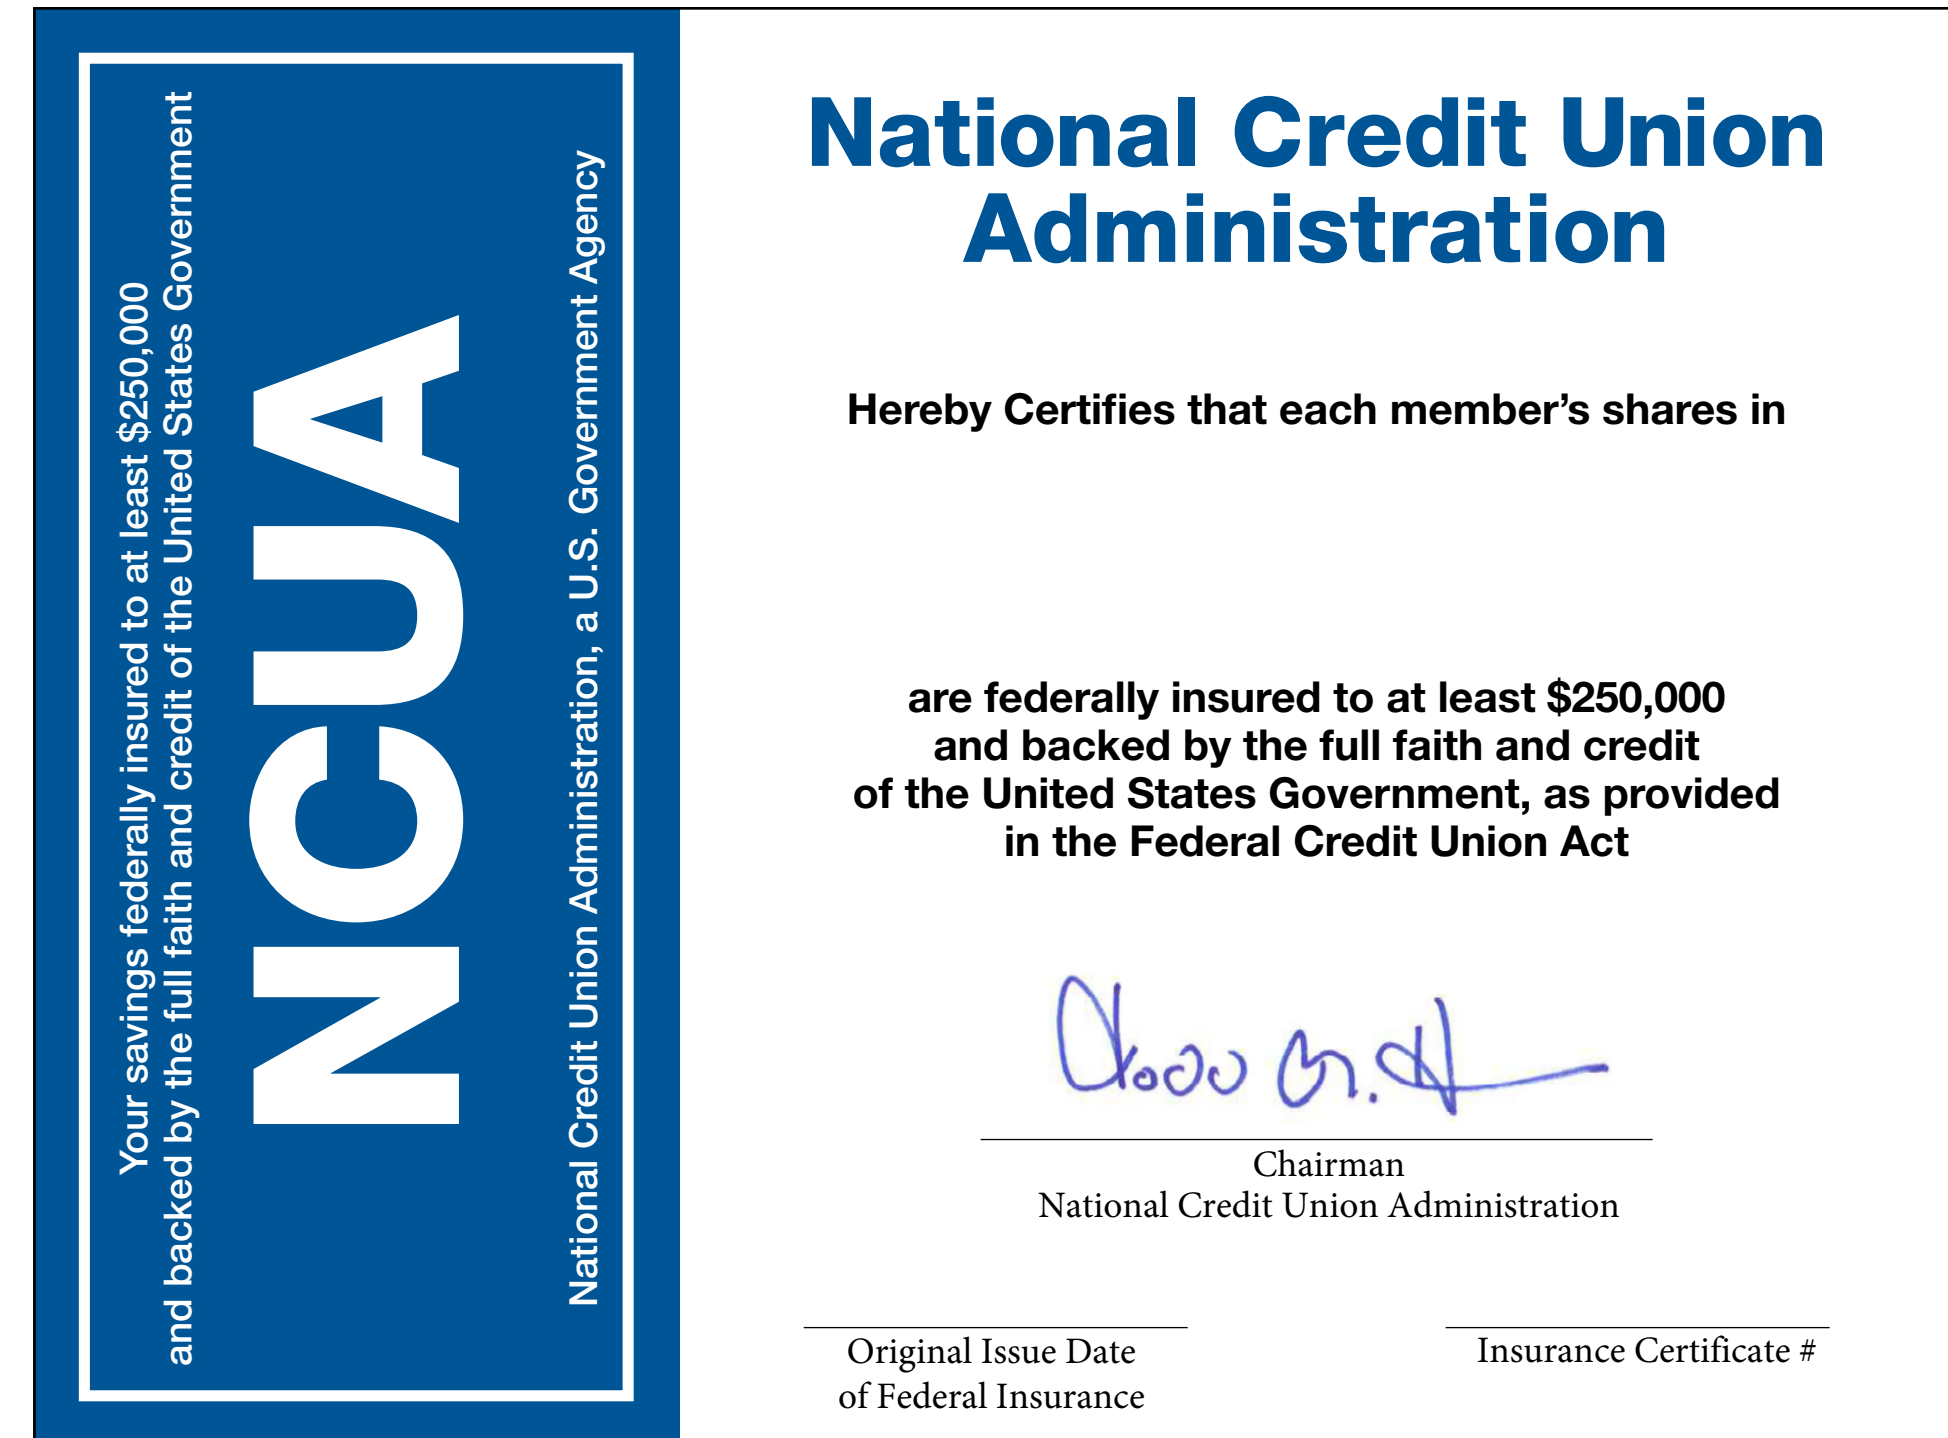 Your savings federally insured to at least $250,000
and backed by the full faith and credit of the United States Government
NCUA
National Credit Union Administration, a U.S. Government Agency
National Credit Union
Administration
Hereby Certifies that each member’s shares in
are federally insured to at least $250,000
and backed by the full faith and credit
of the United States Government, as provided
in the Federal Credit Union Act
Chairman
National Credit Union Administration
Original Issue Date
of Federal Insurance
Insurance Certificate #